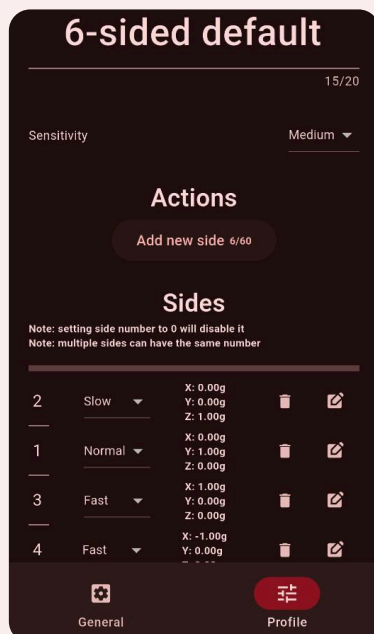 6-sided default
15/20
Sensitivity Medium
Actions
Add new side 6/60
Sides
Note: setting side number to 0 will disable it
Note: multiple sides can have the same number
X: 0.00g
2 Slow Y: 0.00g
Z: 1.00g
X: 0.00g
1 Normal Y: 1.00g
Z: 0.00g
X: 1.00g
3 Fast Y: 0.00g
Z: 0.00g
X: -1.00g
4 Fast Y: 0.00g
General Profile